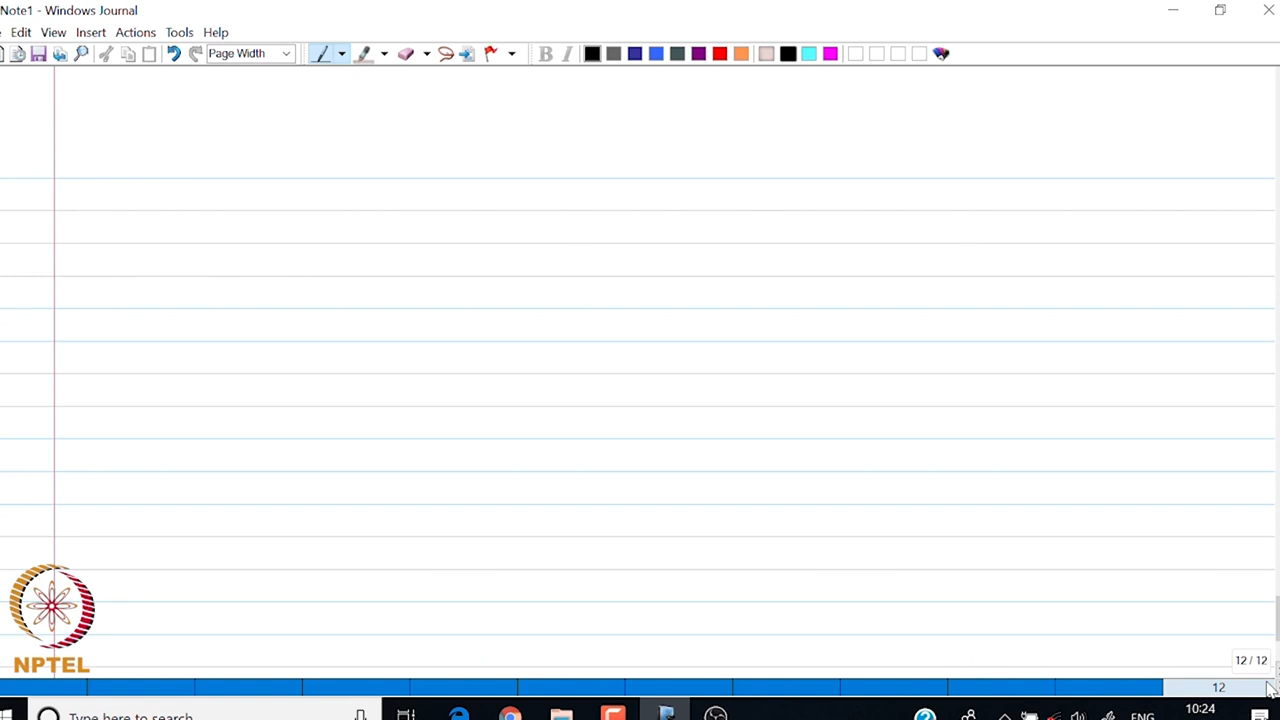 Note1 - Windows Journal
Edit View Insert Actions Tools Help
Page Width
B I
NPTEL
12 / 12
12
Type here to search
ENG
10:24